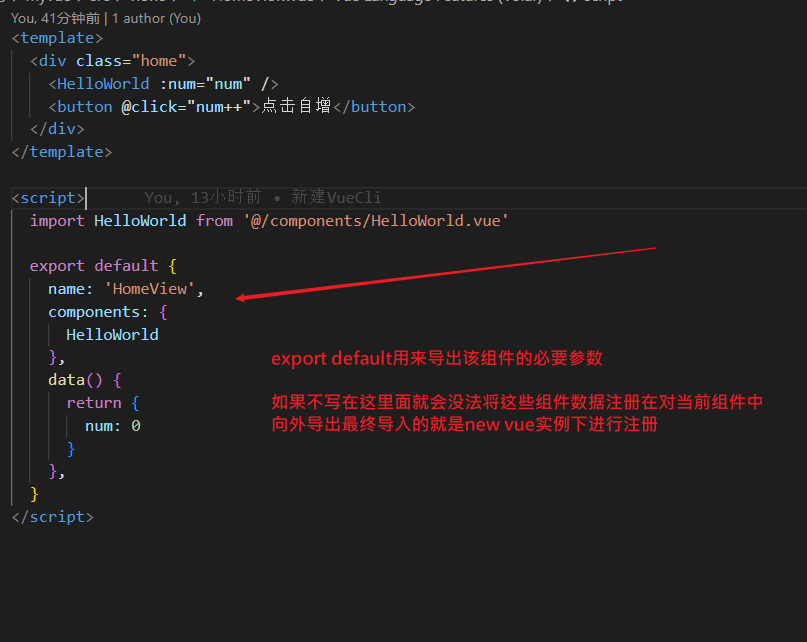 You, 41分钟前 | 1 author (You)
<template>
<div class="home">
<HelloWorld :num="num" />
<button @click="num++">点击自增</button>
</div>
</template>
<script> You, 13小时前 • 新建VueCli
import HelloWorld from '@/components/HelloWorld.vue'
export default {
name: 'HomeView',
components: {
HelloWorld
},
export default用来导出该组件的必要参数
data() {
return {
如果不写在这里面就会没法将这些组件数据注册在对当前组件中
num: 0
向外导出最终导入的就是new vue实例下进行注册
}
},
}
</script>